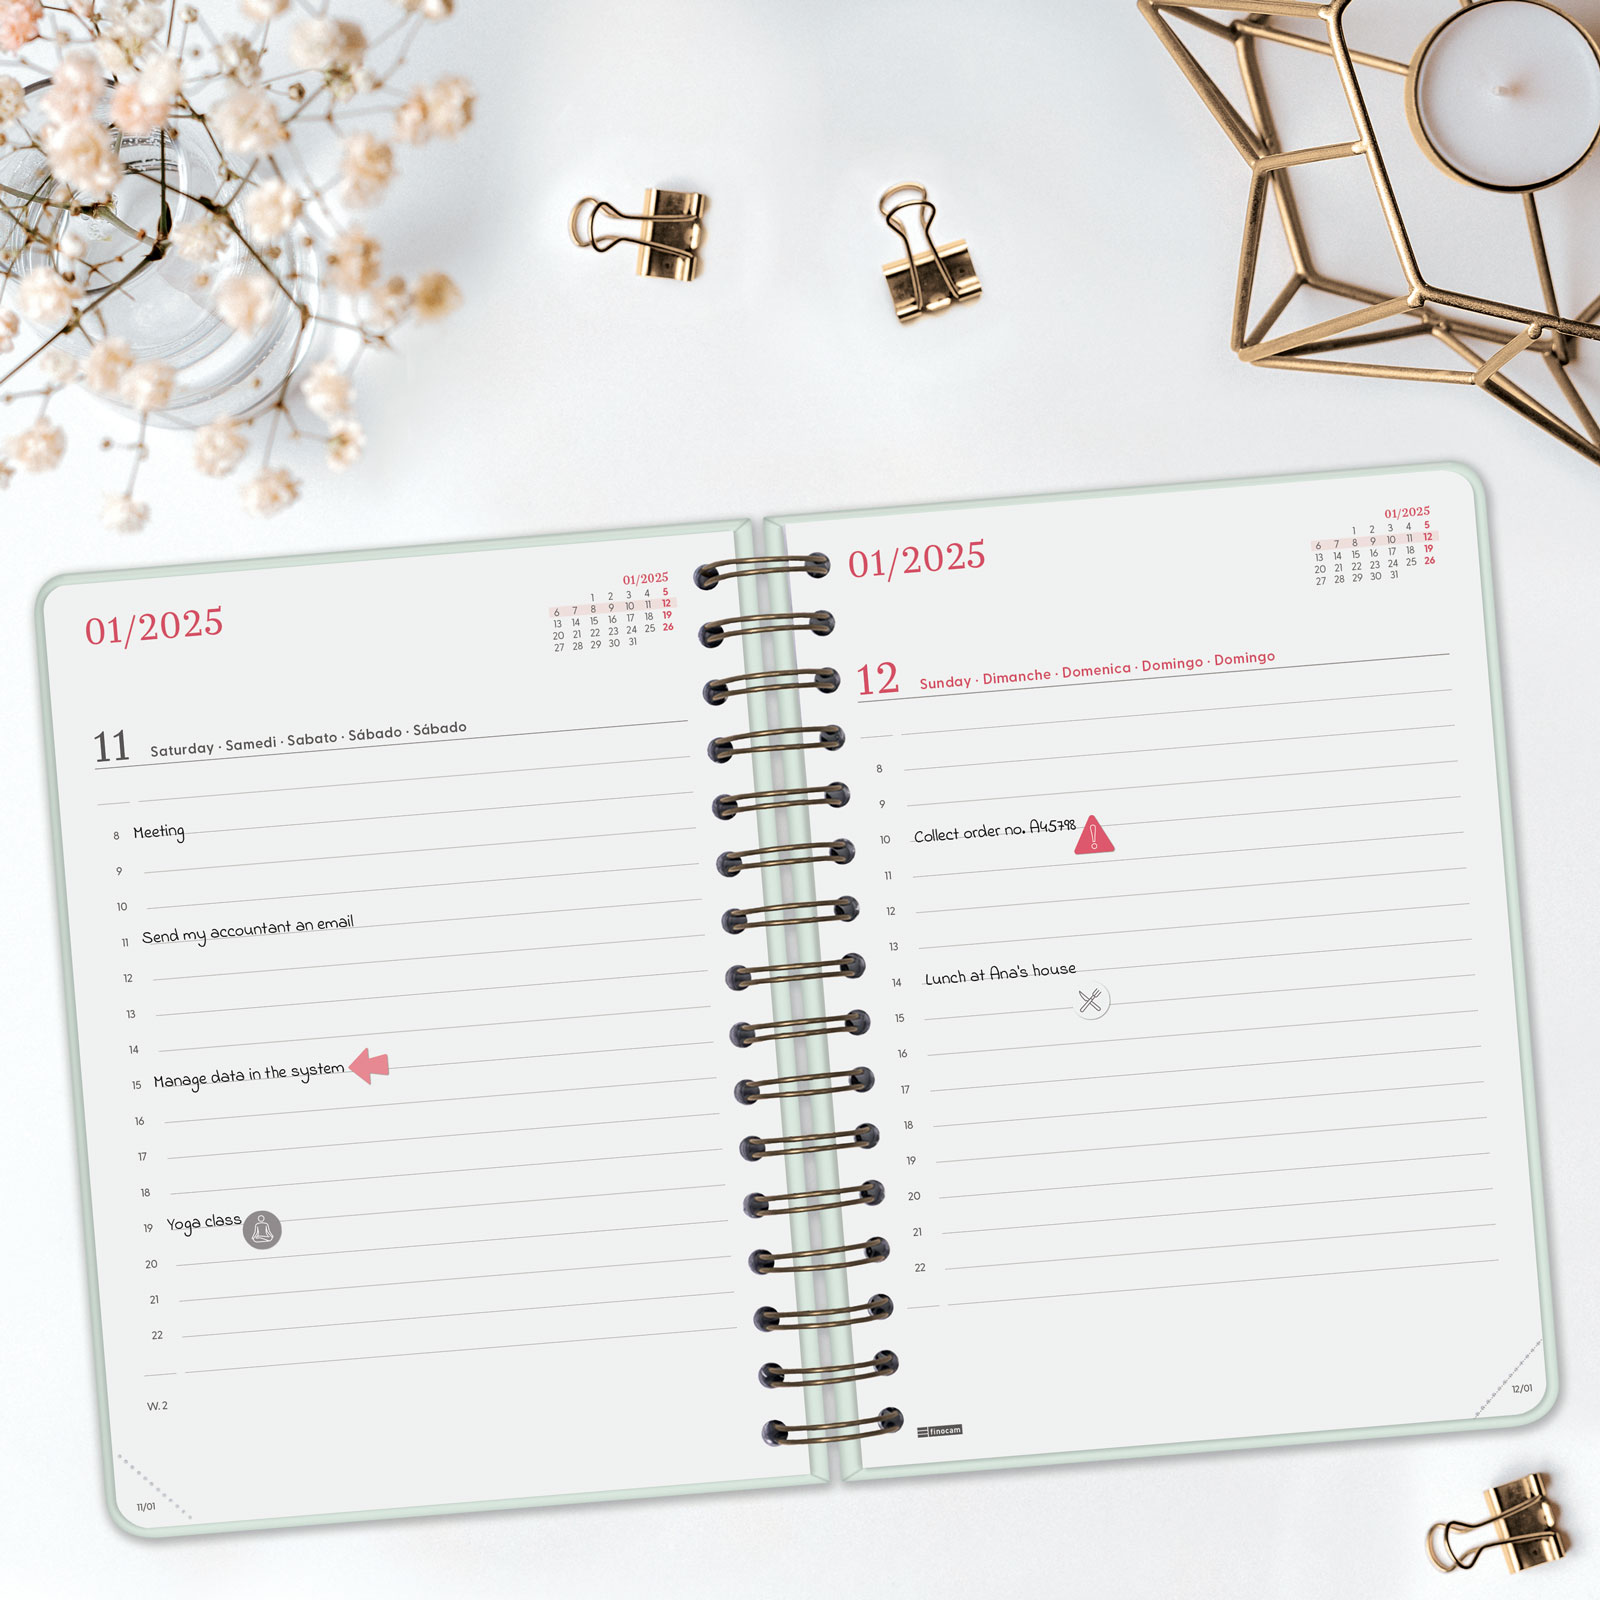 01/2025
01/2025
1 2 3 4 5
6 7 8 9 10 11 12
13 14 15 16 17 18 19
20 21 22 23 24 25 26
27 28 29 30 31
11 Saturday · Samedi · Sabato · Sábado · Sábado
8 Meeting
9
10
11 Send my accountant an email
12
13
14
15 Manage data in the system
16
17
18
19 Yoga class
20
21
22
W. 2
11/01
01/2025
01/2025
1 2 3 4 5
6 7 8 9 10 11 12
13 14 15 16 17 18 19
20 21 22 23 24 25 26
27 28 29 30 31
12 Sunday · Dimanche · Domenica · Domingo · Domingo
8
9
10 Collect order no. A45798
11
12
13
14 Lunch at Ana's house
15
16
17
18
19
20
21
22
finocam
12/01